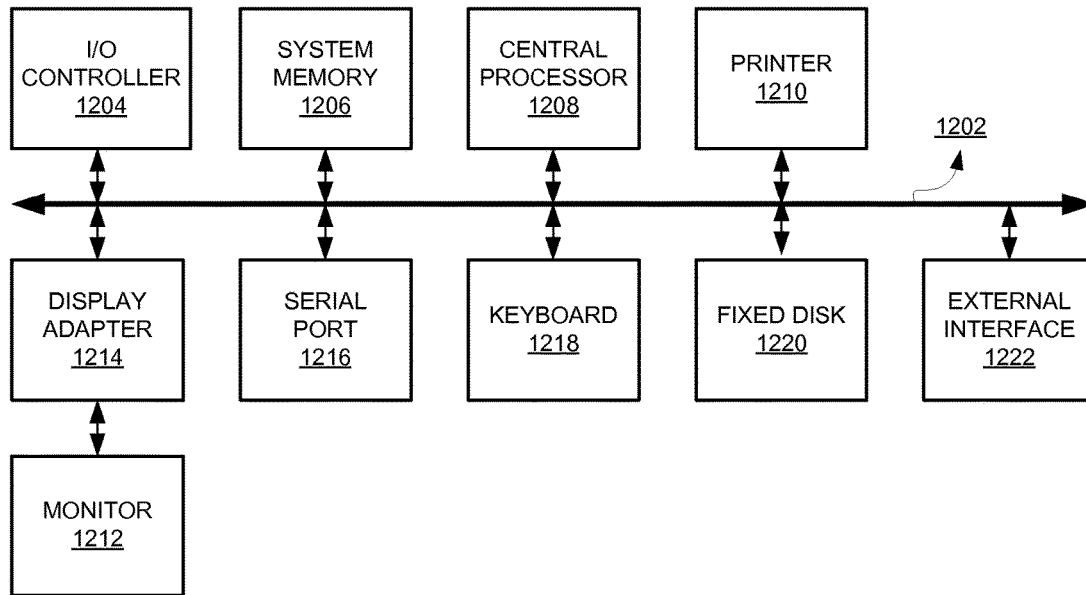 I/O
CONTROLLER
1204
SYSTEM
MEMORY
1206
CENTRAL
PROCESSOR
1208
PRINTER
1210
1202
DISPLAY
ADAPTER
1214
SERIAL
PORT
1216
KEYBOARD
1218
FIXED DISK
1220
EXTERNAL
INTERFACE
1222
MONITOR
1212